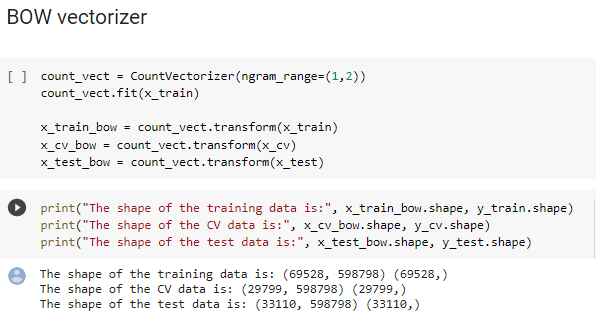 BOW vectorizer
[ ] count_vect = CountVectorizer(ngram_range=(1,2))
count_vect.fit(x_train)
x_train_bow = count_vect.transform(x_train)
x_cv_bow = count_vect.transform(x_cv)
x_test_bow = count_vect.transform(x_test)
print("The shape of the training data is:", x_train_bow.shape, y_train.shape)
print("The shape of the CV data is:", x_cv_bow.shape, y_cv.shape)
print("The shape of the test data is:", x_test_bow.shape, y_test.shape)
The shape of the training data is: (69528, 598798) (69528,)
The shape of the CV data is: (29799, 598798) (29799,)
The shape of the test data is: (33110, 598798) (33110,)